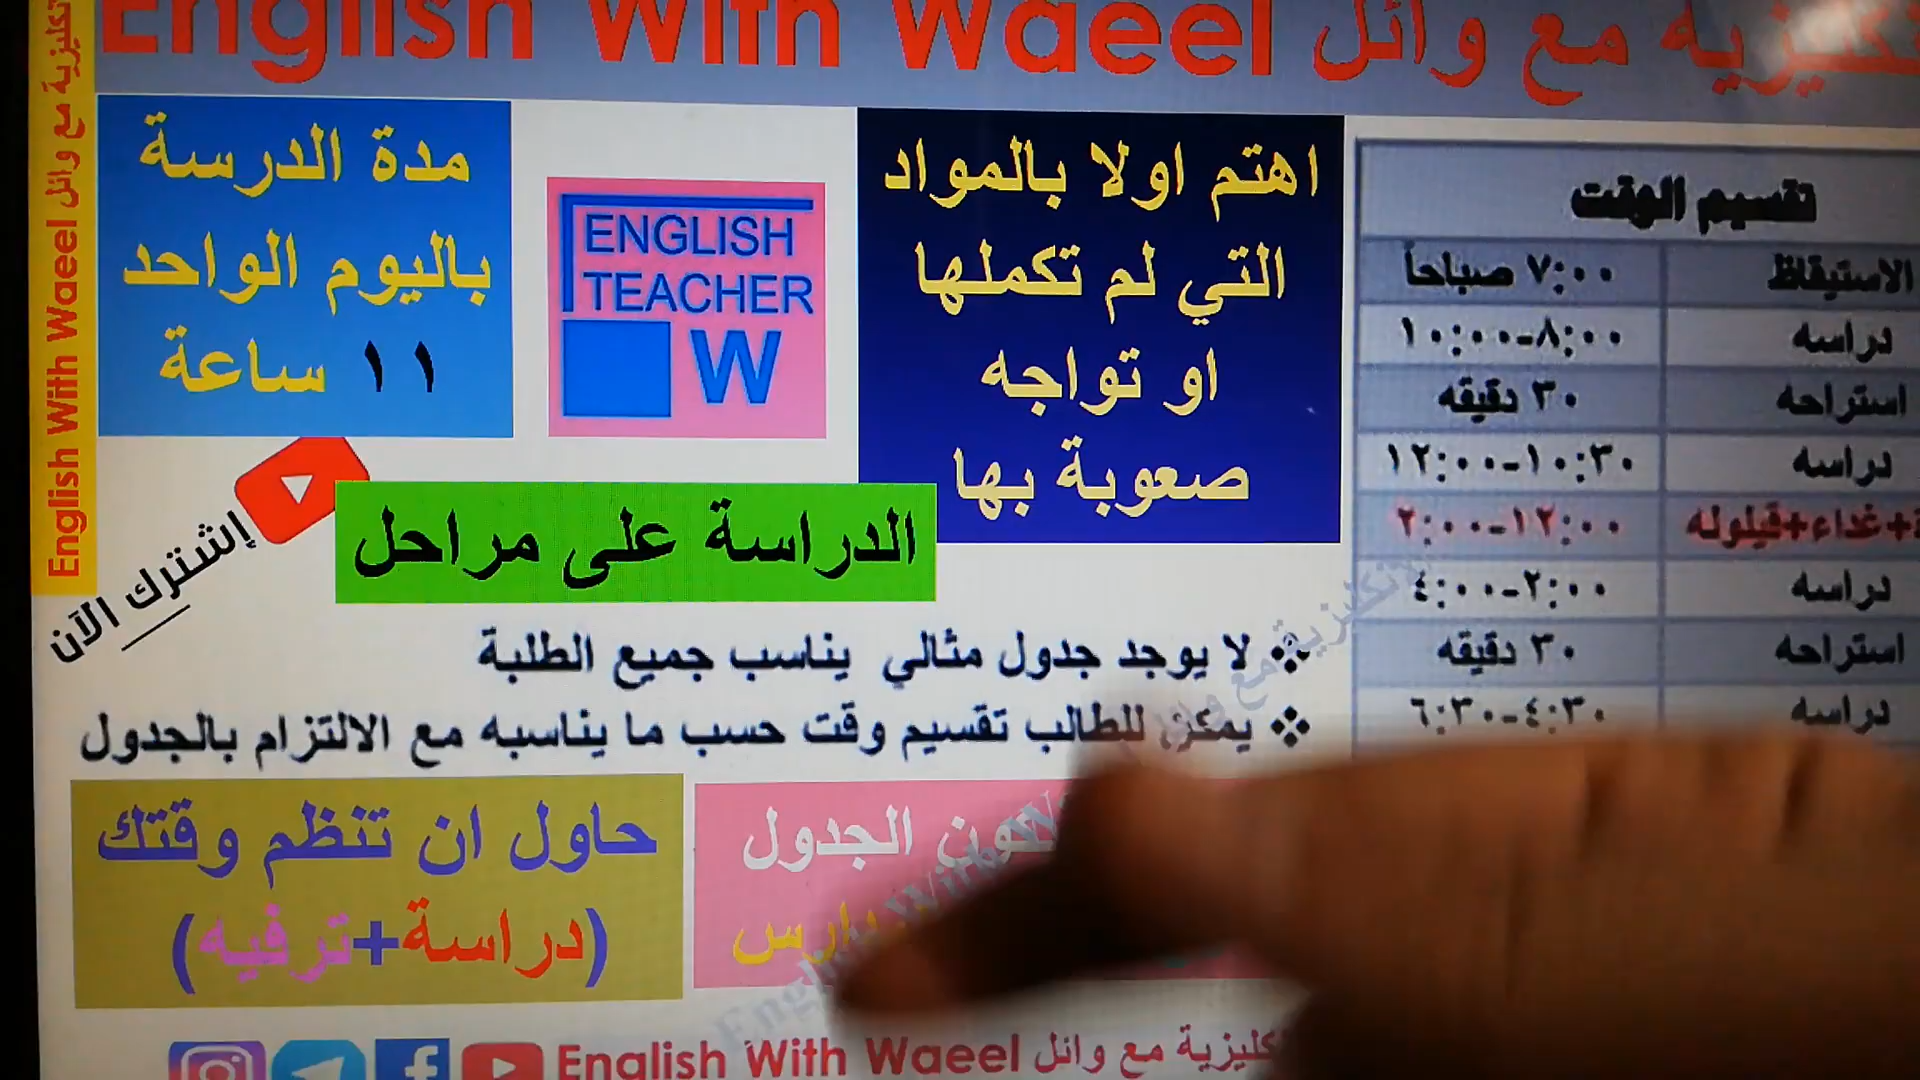 English With Waeel مع وائل
English With Waeel مع وائل
تقسيم الوقت
الاستيقاظ ٧:٠٠ صباحاً
دراسه ٨:٠٠-١٠:٠٠
استراحه ٣٠ دقيقه
دراسه ١٠:٣٠-١٢:٠٠
+غداء+قيلوله ١٢:٠٠-٢:٠٠
دراسه ٢:٠٠-٤:٠٠
استراحه ٣٠ دقيقه
دراسه ٤:٣٠-٦:٣٠
اهتم اولا بالمواد
التي لم تكملها
او تواجه
صعوبة بها
ENGLISH
TEACHER
W
مدة الدرسة
باليوم الواحد
١١ ساعة
إشترك الآن
الدراسة على مراحل
❖ لا يوجد جدول مثالي يناسب جميع الطلبة
❖ يمكن للطالب تقسيم وقت حسب ما يناسبه مع الالتزام بالجدول
الجدول
حاول ان تنظم وقتك
(دراسة+ترفيه)
English With Waeel مع وائل